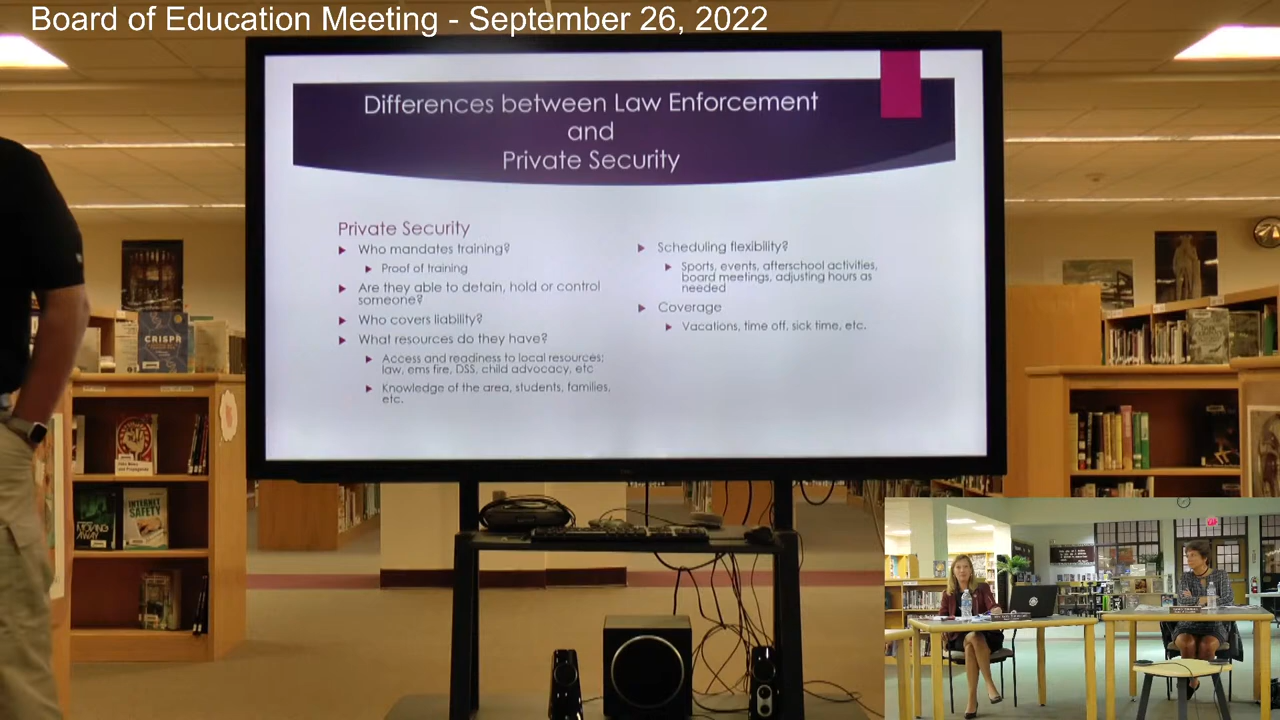 Board of Education Meeting - September 26, 2022
Differences between Law Enforcement
and
Private Security
Private Security
Who mandates training?
Proof of training
Are they able to detain, hold or control
someone?
Who covers liability?
What resources do they have?
Access and readiness to local resources;
law, ems fire, DSS, child advocacy, etc
Knowledge of the area, students, families,
etc.
Scheduling flexibility?
Sports, events, afterschool activities,
board meetings, adjusting hours as
needed
Coverage
Vacations, time off, sick time, etc.
CRISPR
MOVING
AWAY
INTERNET
SAFETY